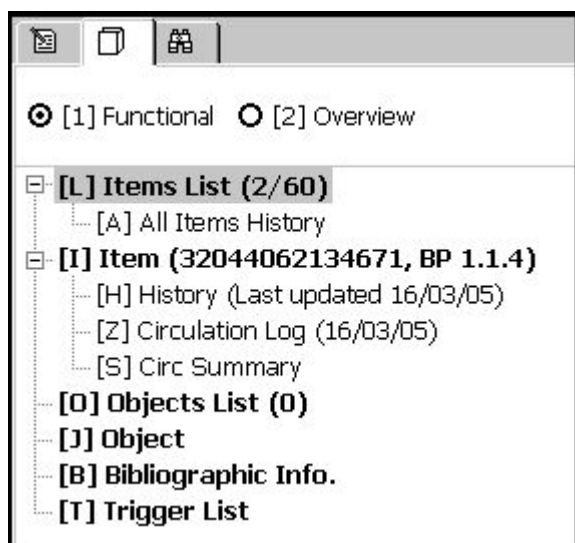 [1] Functional [2] Overview
[L] Items List (2/60)
[A] All Items History
[I] Item (32044062134671, BP 1.1.4)
[H] History (Last updated 16/03/05)
[Z] Circulation Log (16/03/05)
[S] Circ Summary
[O] Objects List (0)
[J] Object
[B] Bibliographic Info.
[T] Trigger List